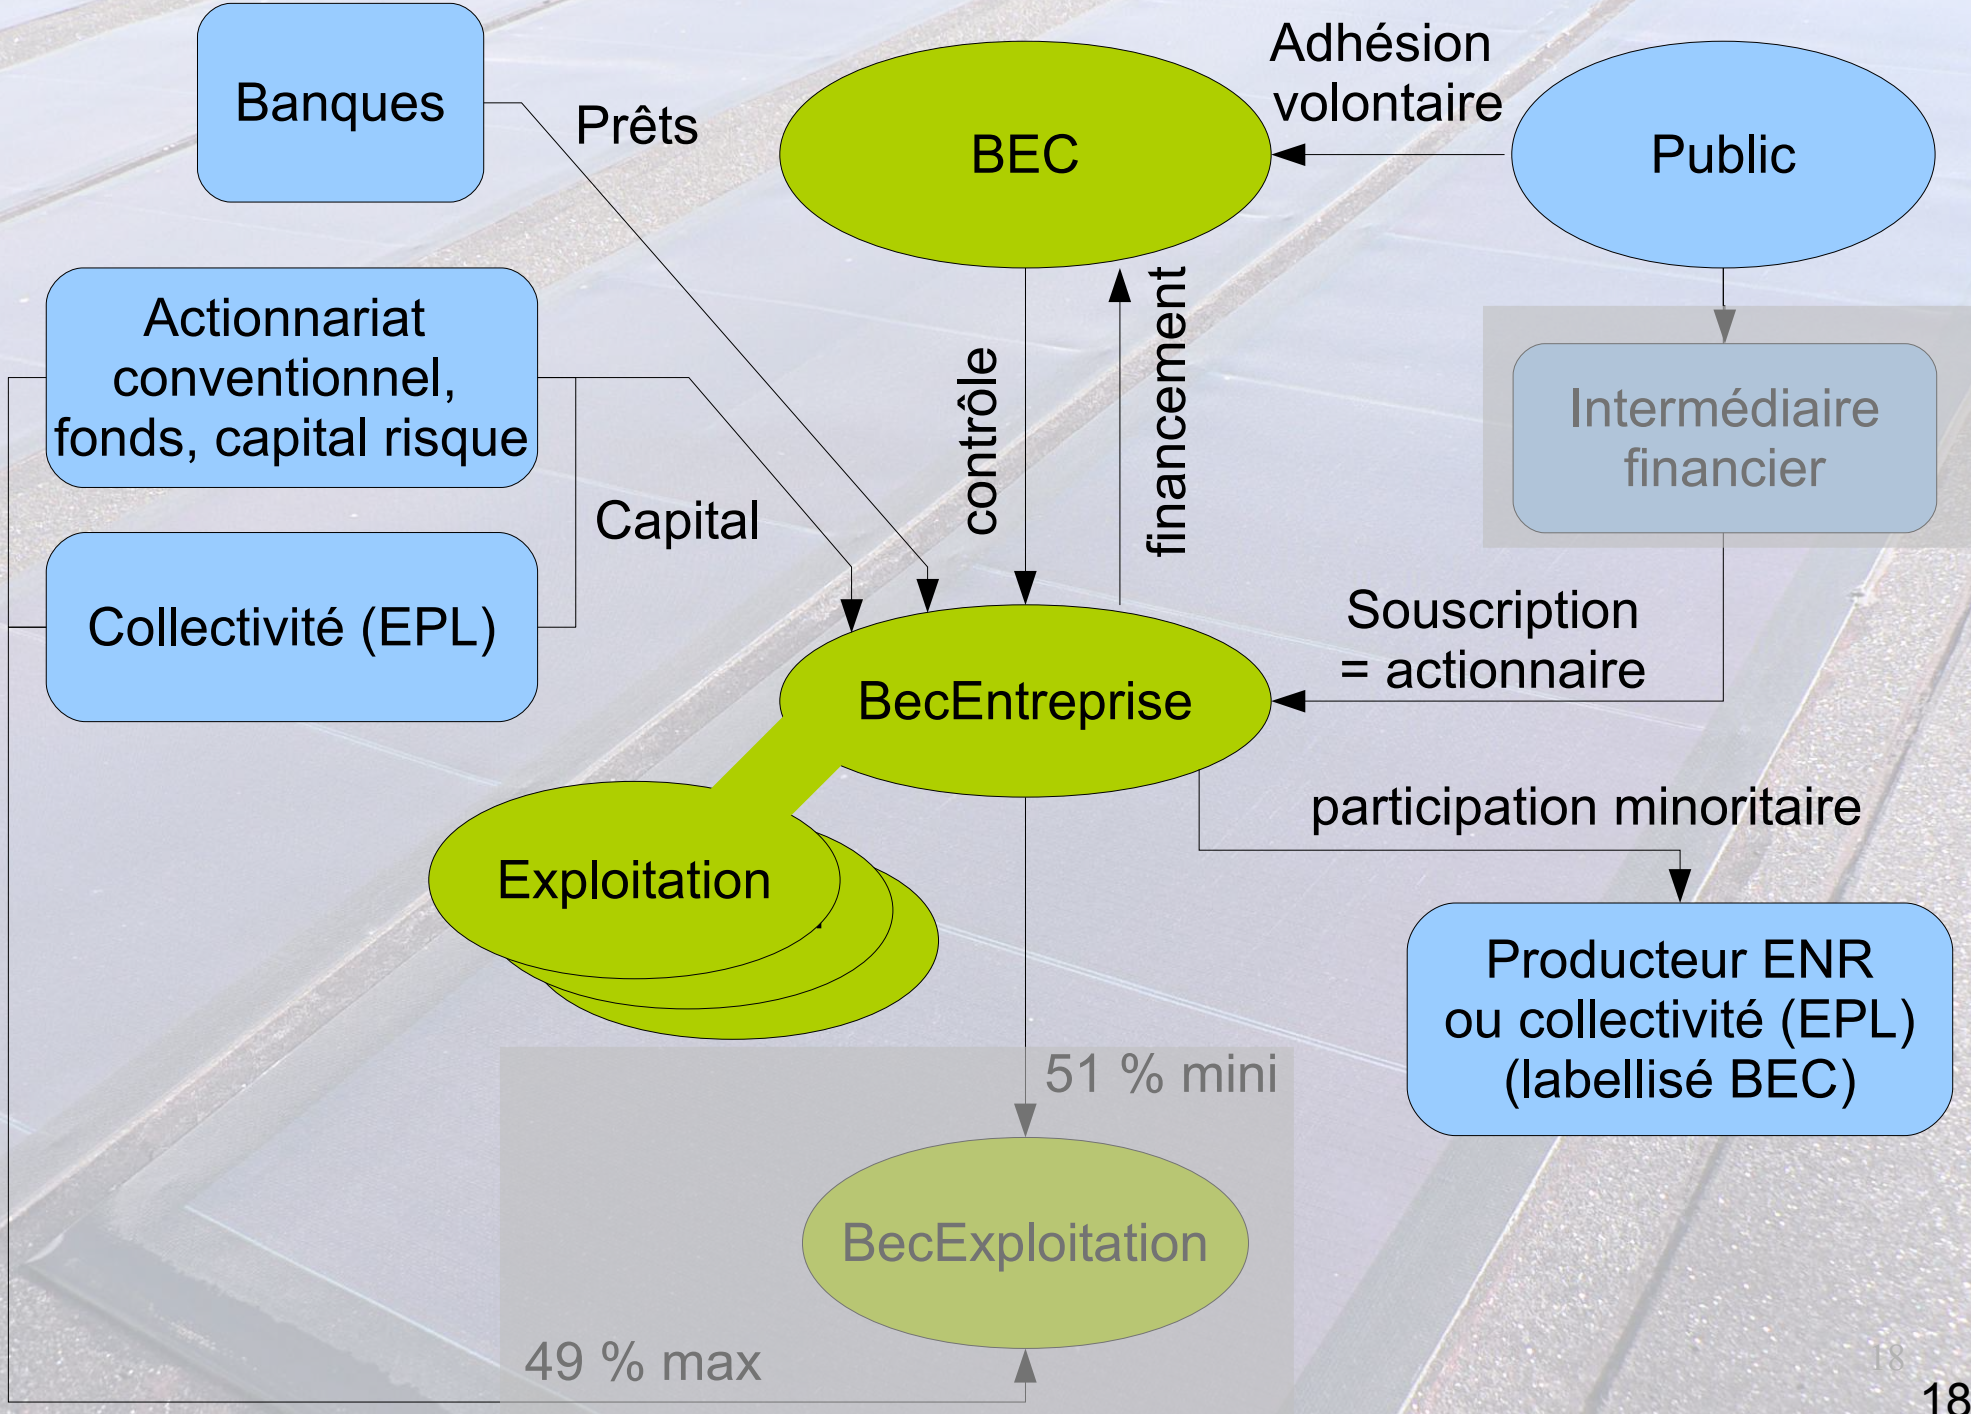 Banques
Prêts
BEC
Adhésion
volontaire
Public
Actionnariat
conventionnel,
fonds, capital risque
contrôle
financement
Intermédiaire
financier
Capital
Collectivité (EPL)
Souscription
= actionnaire
BecEntreprise
participation minoritaire
Exploitation
Producteur ENR
ou collectivité (EPL)
(labellisé BEC)
51 % mini
BecExploitation
49 % max
18
18